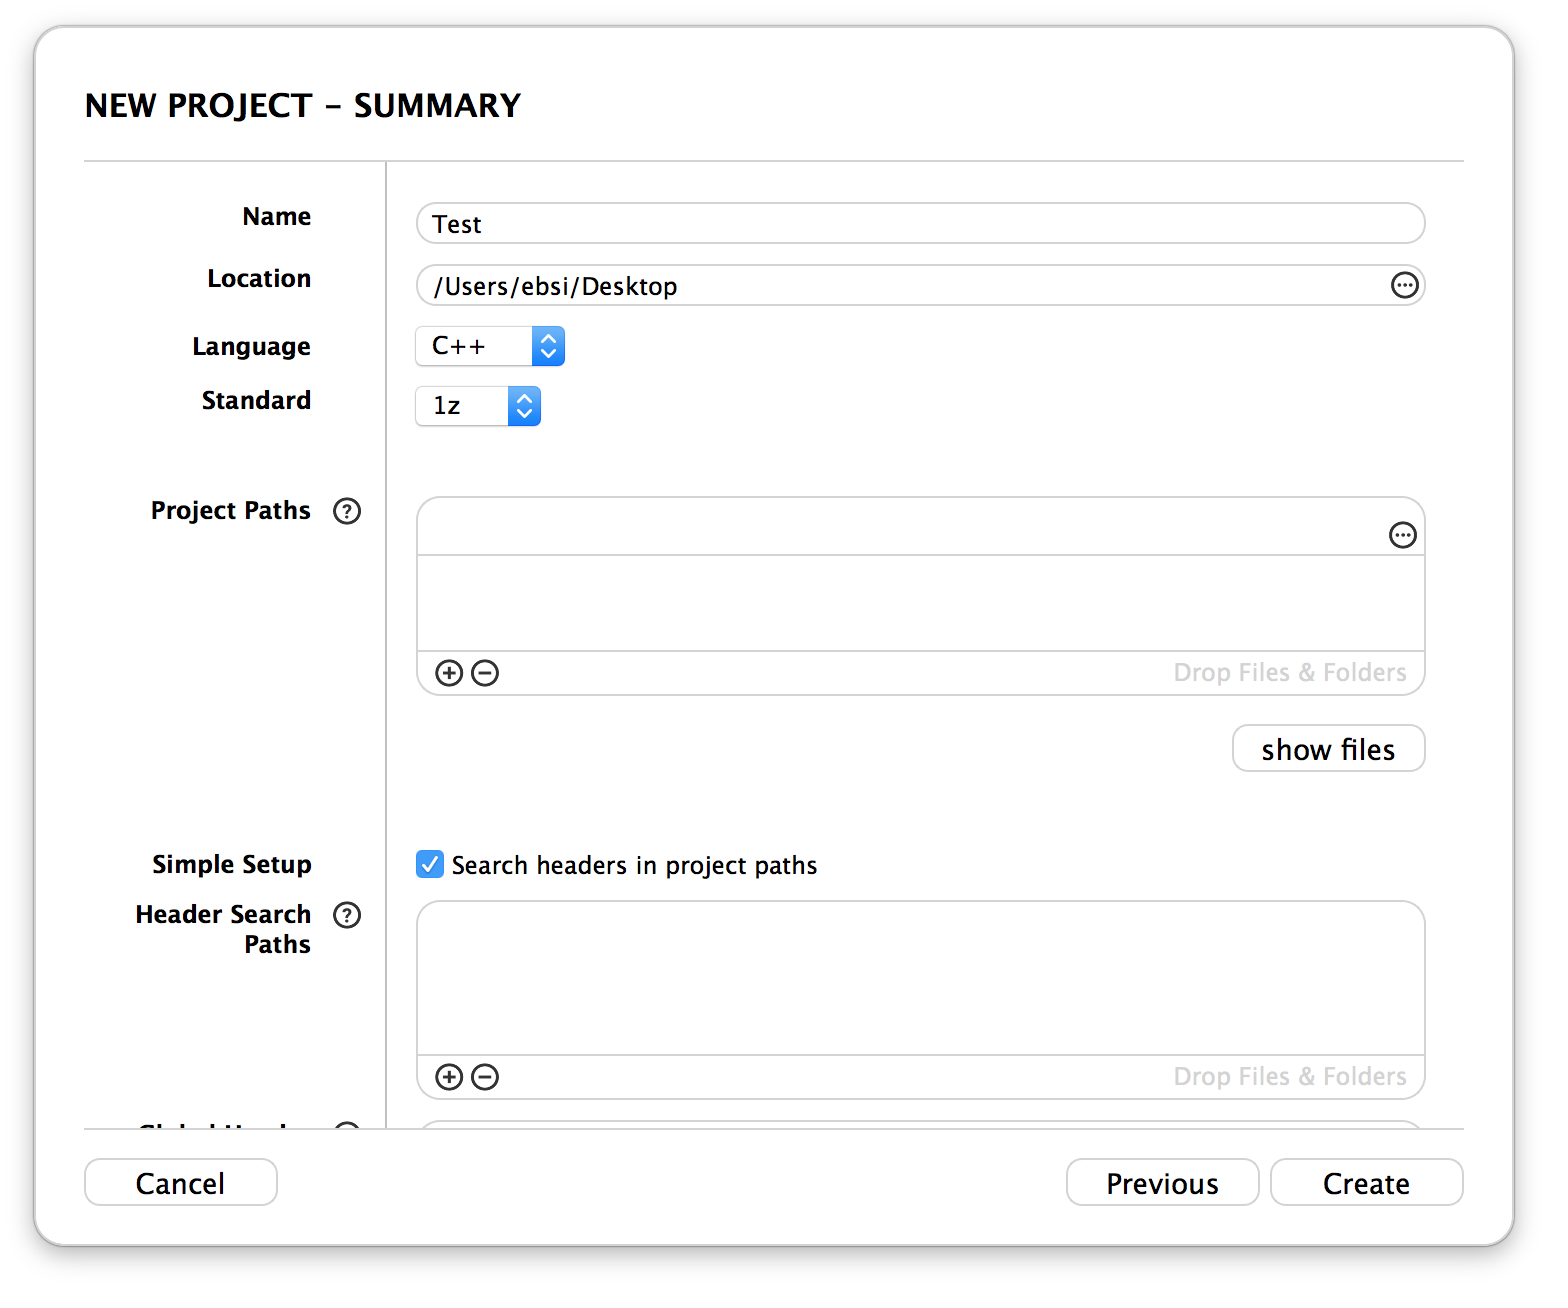 NEW PROJECT – SUMMARY
Name
Test
Location
/Users/ebsi/Desktop
Language
C++
Standard
1z
Project Paths
Drop Files & Folders
show files
Simple Setup
Search headers in project paths
Header Search
Paths
Drop Files & Folders
Cancel
Previous
Create